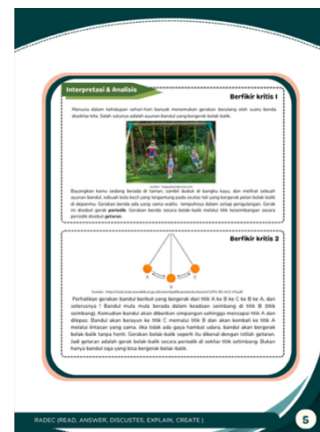 Interpretasi & Analisis
Berfikir kritis 1
Manusia dalam kehidupan sehari-hari banyak menemukan gerakan berulang oleh suatu benda
disekitar kita. Salah satunya adalah ayunan bandul yang bergerak bolak-balik.
Bayangkan kamu sedang berada di taman, sambil duduk di bangku kayu, dan melihat sebuah
ayunan bandul, sebuah bola kecil yang tergantung pada seutas tali yang bergerak pelan bolak-balik
di depanmu. Gerakan benda ada yang sama waktu tempuhnya dalam setiap pengulangan. Gerak
ini disebut gerak periodik. Gerakan benda secara bolak-balik melalui titik kesetimbangan secara
periodik disebut getaran.
Berfikir kritis 2
A
B
C
Perhatikan gerakan bandul berikut yang bergerak dari titik A ke B ke C ke B ke A, dan
seterusnya ! Bandul mula mula berada dalam keadaan seimbang di titik B (titik
seimbang). Kemudian bandul akan diberikan simpangan sehingga mencapai titik A dan
dilepas. Bandul akan berayun ke titik C melalui titik B dan akan kembali ke titik A
melalui lintasan yang sama. Jika tidak ada gaya hambat udara, bandul akan bergerak
bolak-balik tanpa henti. Gerakan bolak-balik seperti itu dikenal dengan istilah getaran.
Jadi getaran adalah gerak bolak-balik secara periodik di sekitar titik setimbang. Bukan
hanya bandul saja yang bisa bergerak bolak-balik.
RADEC (READ, ANSWER, DISCUSTES, EXPLAIN, CREATE )
5